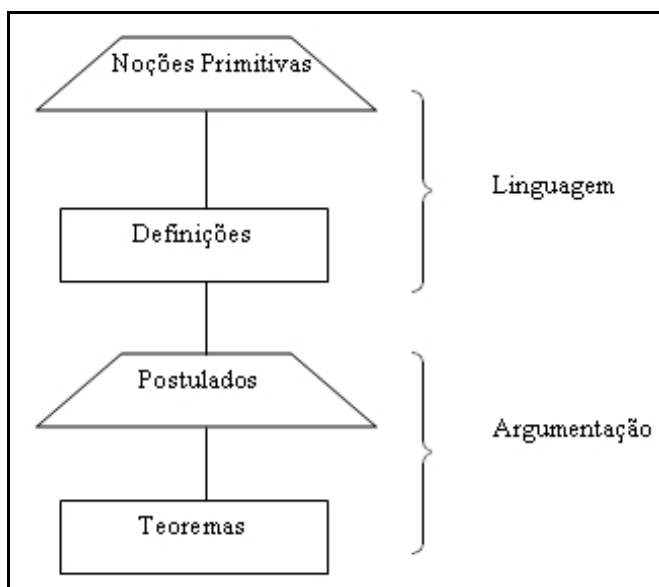 Noções Primitivas
Linguagem
Definições
Postulados
Argumentação
Teoremas